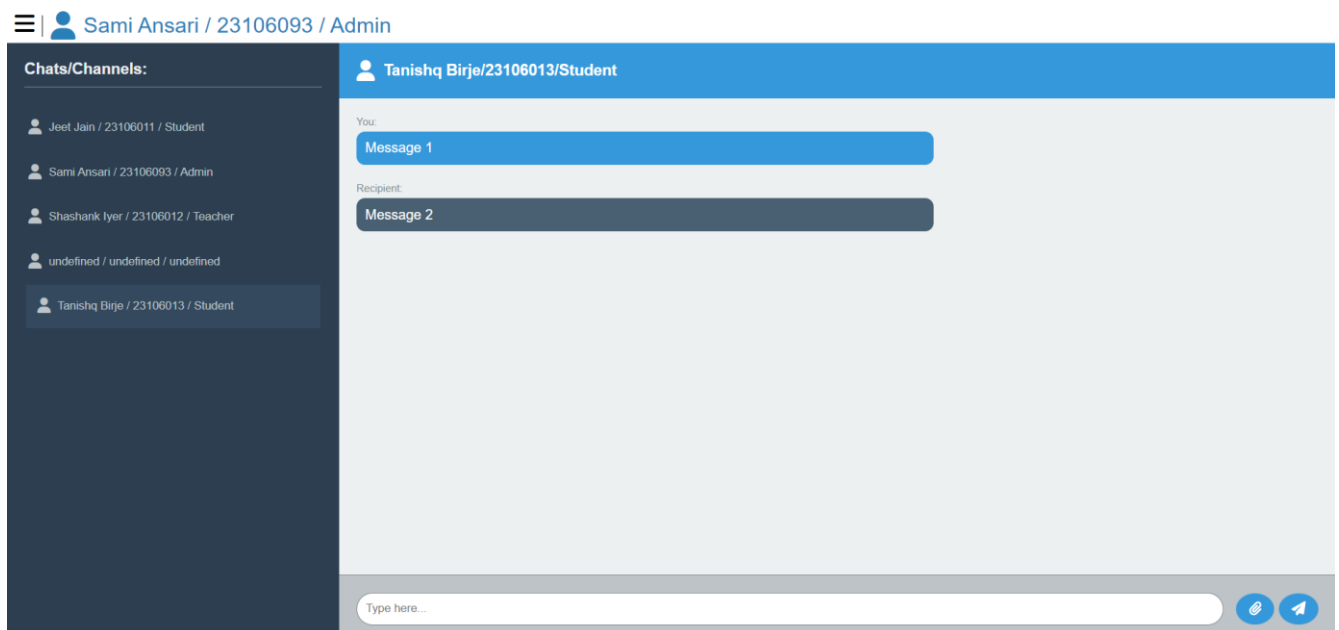 Sami Ansari / 23106093 / Admin
Chats/Channels:
Jeet Jain / 23106011 / Student
Sami Ansari / 23106093 / Admin
Shashank Iyer / 23106012 / Teacher
undefined / undefined / undefined
Tanishq Birje / 23106013 / Student
Tanishq Birje/23106013/Student
You:
Message 1
Recipient:
Message 2
Type here...